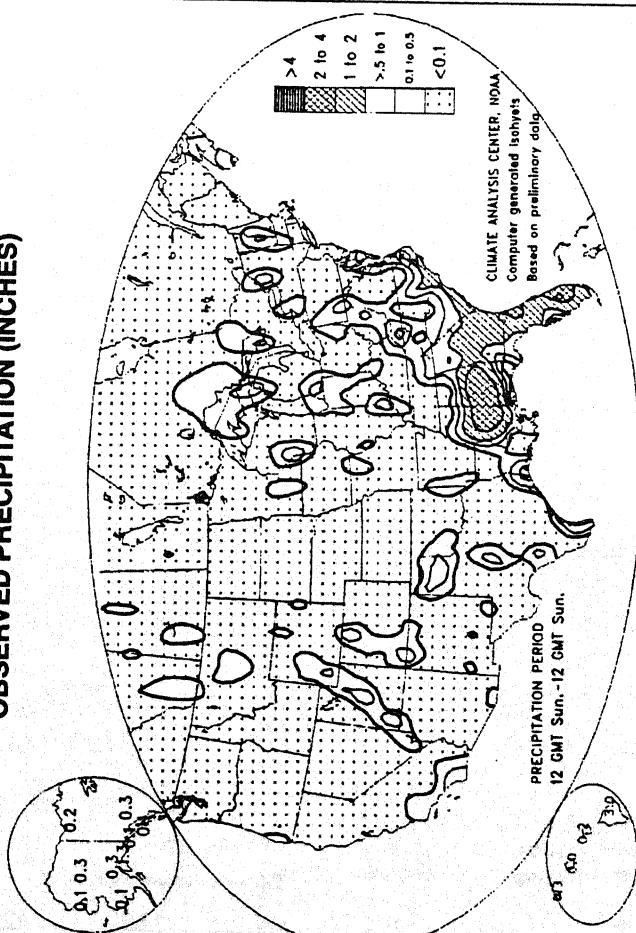 OBSERVED PRECIPITATION (INCHES)
>4
2 to 4
1 to 2
>.5 to 1
0.1 to 0.5
<0.1
CLIMATE ANALYSIS CENTER, NOAA
Computer generated isohyets
Based on preliminary data
PRECIPITATION PERIOD
12 GMT Sun.-12 GMT Sun.
0.2
0.1
0.3
0.3
0.3
0.1
3.0